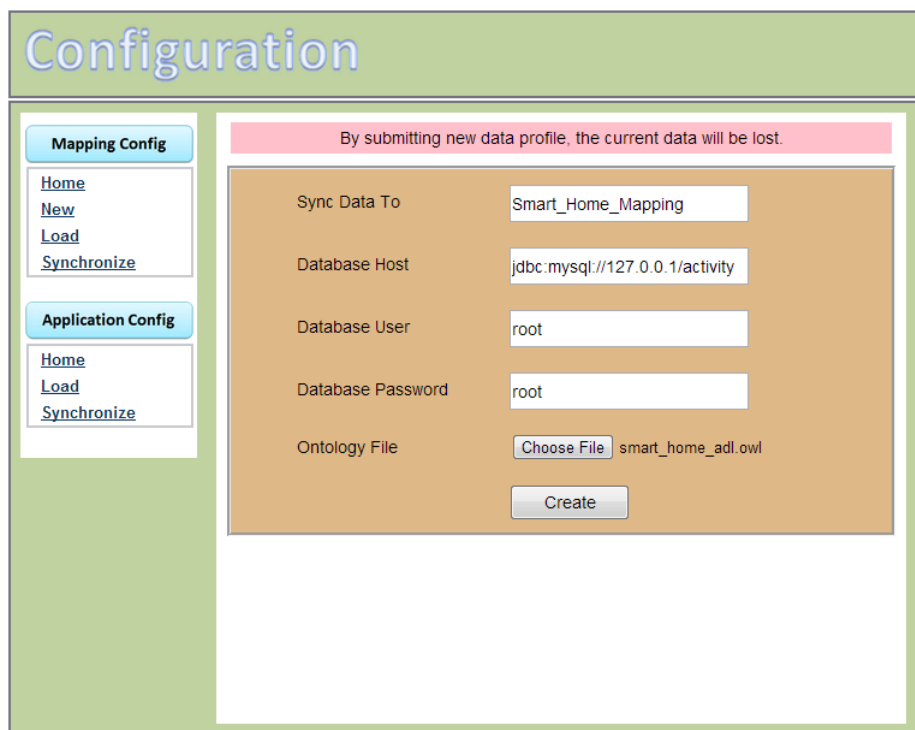 Configuration
Mapping Config
Home
New
Load
Synchronize
Application Config
Home
Load
Synchronize
By submitting new data profile, the current data will be lost.
Sync Data To
Smart_Home_Mapping
Database Host
jdbc:mysql://127.0.0.1/activity
Database User
root
Database Password
root
Ontology File
Choose File smart_home_adl.owl
Create